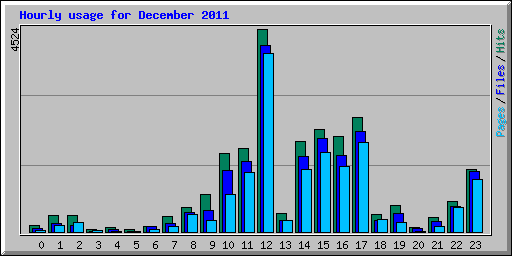 Hourly usage for December 2011
4524
Pages / Files / Hits
0 1 2 3 4 5 6 7 8 9 10 11 12 13 14 15 16 17 18 19 20 21 22 23